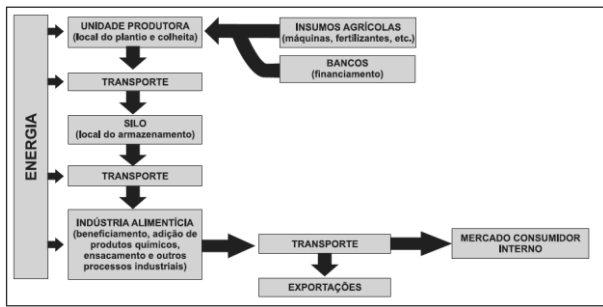 ENERGIA
UNIDADE PRODUTORA
(local do plantio e colheita)
INSUMOS AGRÍCOLAS
(máquinas, fertilizantes, etc.)
BANCOS
(financiamento)
TRANSPORTE
SILO
(local do armazenamento)
TRANSPORTE
INDÚSTRIA ALIMENTÍCIA
(beneficiamento, adição de
produtos químicos,
ensacamento e outros
processos industriais)
TRANSPORTE
MERCADO CONSUMIDOR
INTERNO
EXPORTAÇÕES